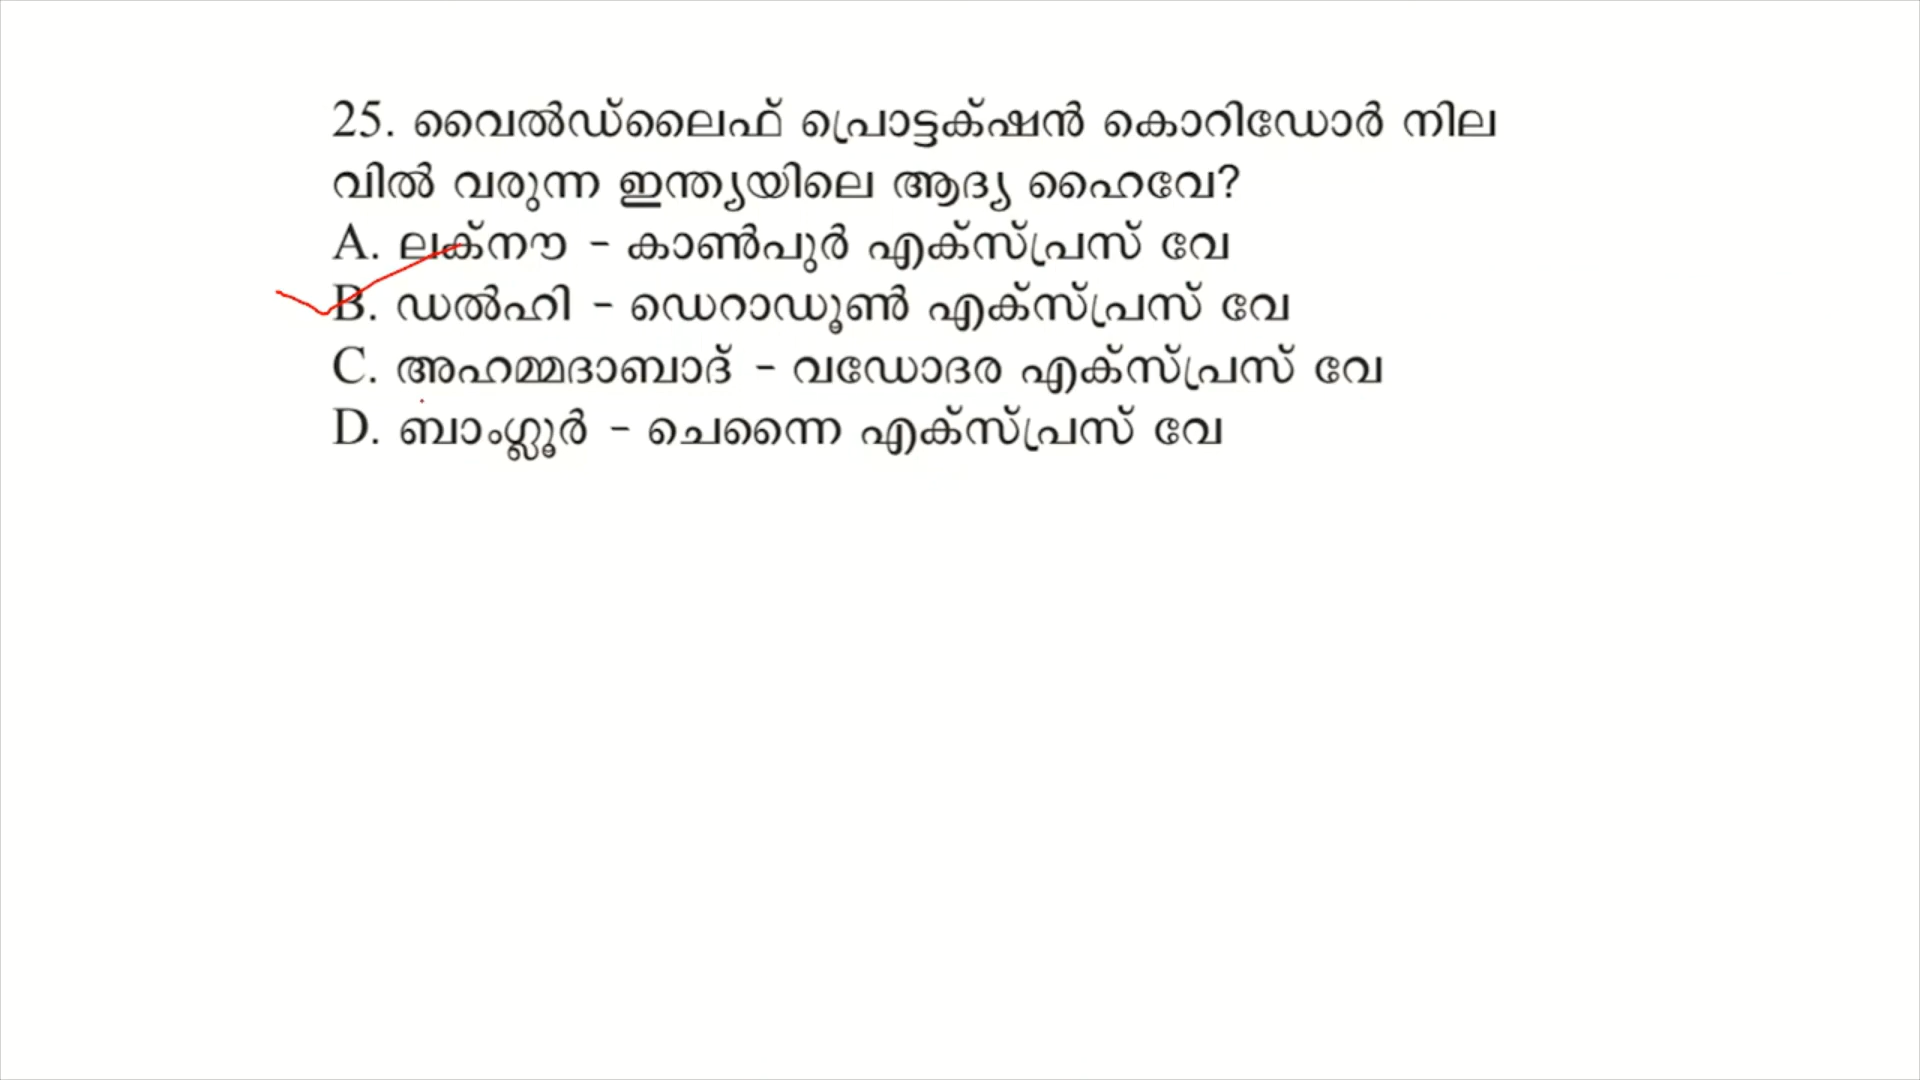 25. വൈൽഡ്ലൈഫ് പ്രൊട്ടക്ഷൻ കൊറിഡോർ നില
വിൽ വരുന്ന ഇന്ത്യയിലെ ആദ്യ ഹൈവേ?
A. ലക്നൗ - കാൺപുർ എക്സ്പ്രസ് വേ
B. ഡൽഹി - ഡെറാഡൂൺ എക്സ്പ്രസ് വേ
C. അഹമ്മദാബാദ് - വഡോദര എക്സ്പ്രസ് വേ
D. ബാംഗ്ലൂർ - ചെന്നൈ എക്സ്പ്രസ് വേ